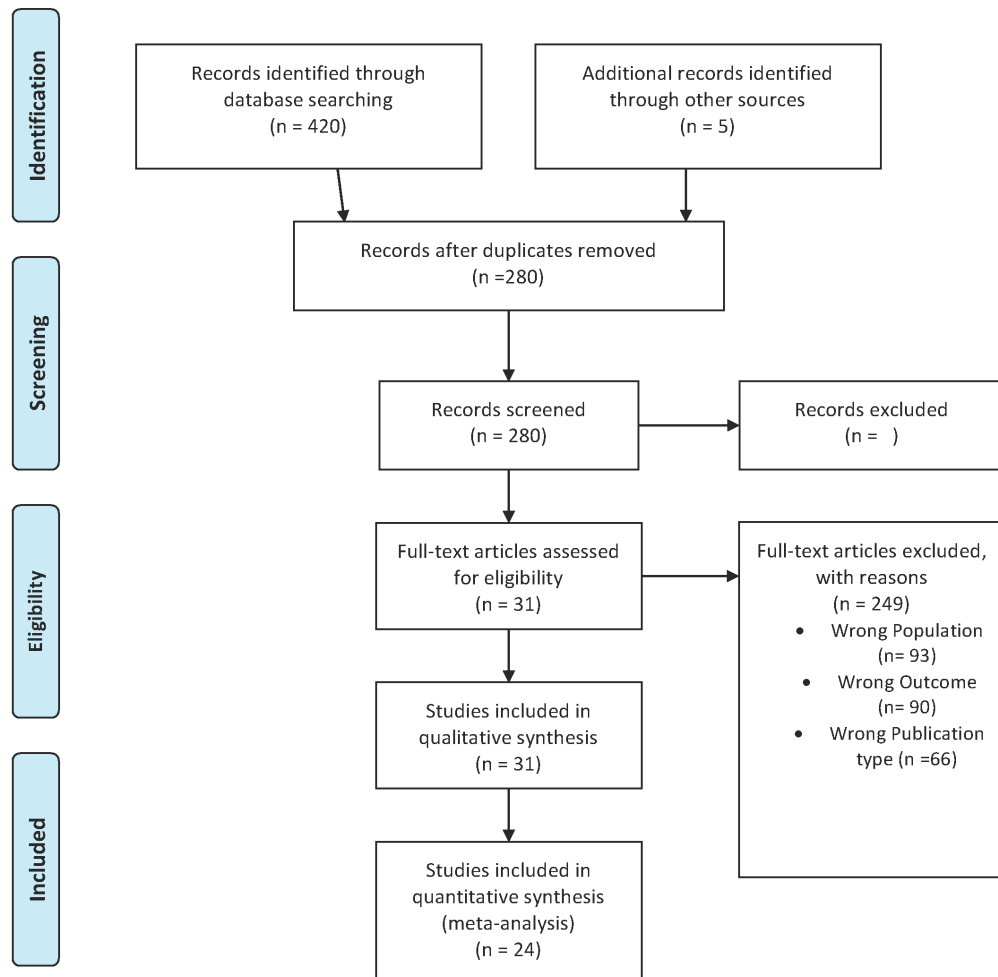 Identification
Records identified through
database searching
(n = 420)
Additional records identified
through other sources
(n = 5)
Records after duplicates removed
(n =280)
Screening
Records screened
(n = 280)
Records excluded
(n =   )
Eligibility
Full-text articles assessed
for eligibility
(n = 31)
Full-text articles excluded,
with reasons
(n = 249)
• Wrong Population
(n= 93)
• Wrong Outcome
(n= 90)
• Wrong Publication
type (n =66)
Studies included in
qualitative synthesis
(n = 31)
Included
Studies included in
quantitative synthesis
(meta-analysis)
(n = 24)